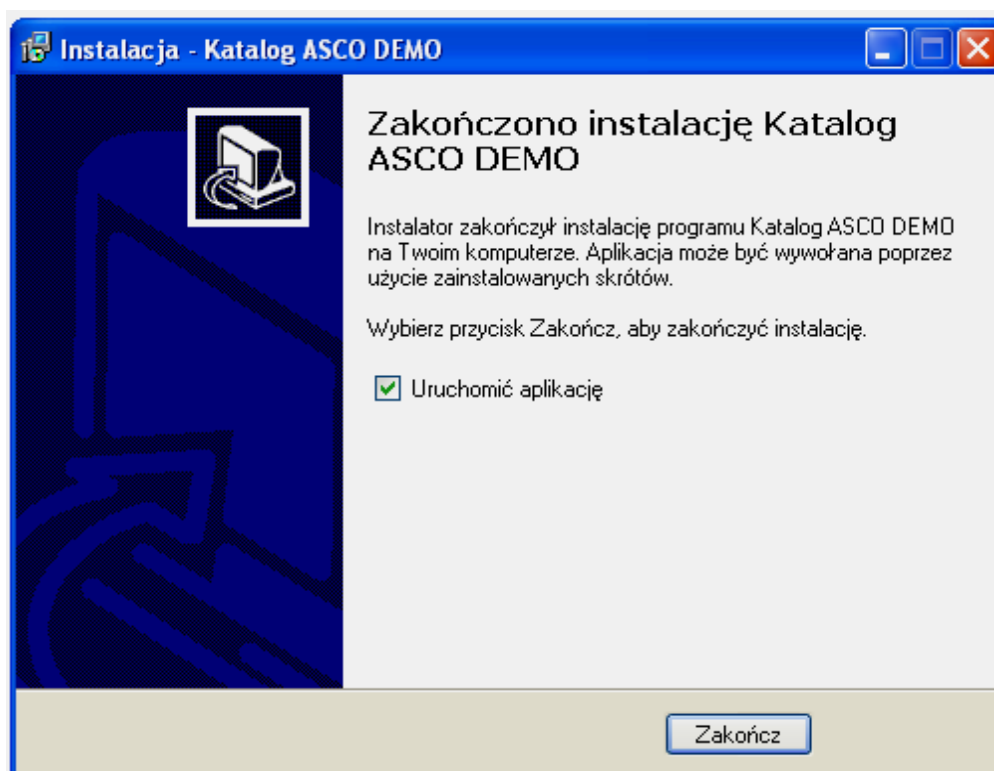 Instalacja - Katalog ASCO DEMO
Zakończono instalację Katalog
ASCO DEMO
Instalator zakończył instalację programu Katalog ASCO DEMO
na Twoim komputerze. Aplikacja może być wywołana poprzez
użycie zainstalowanych skrótów.
Wybierz przycisk Zakończ, aby zakończyć instalację.
Uruchomić aplikację
Zakończ